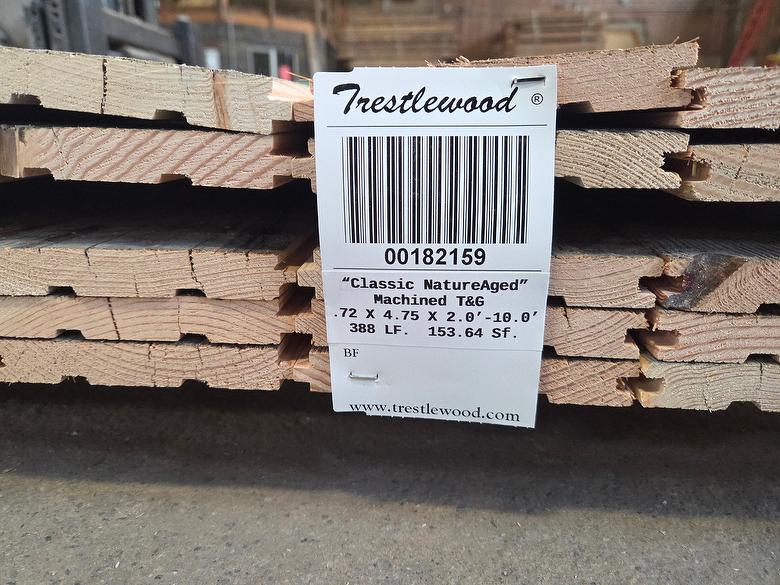 Trestlewood ®
00182159
“Classic NatureAged”
Machined T&G
.72 X 4.75 X 2.0’-10.0’
388 LF. 153.64 Sf.
BF
www.trestlewood.com